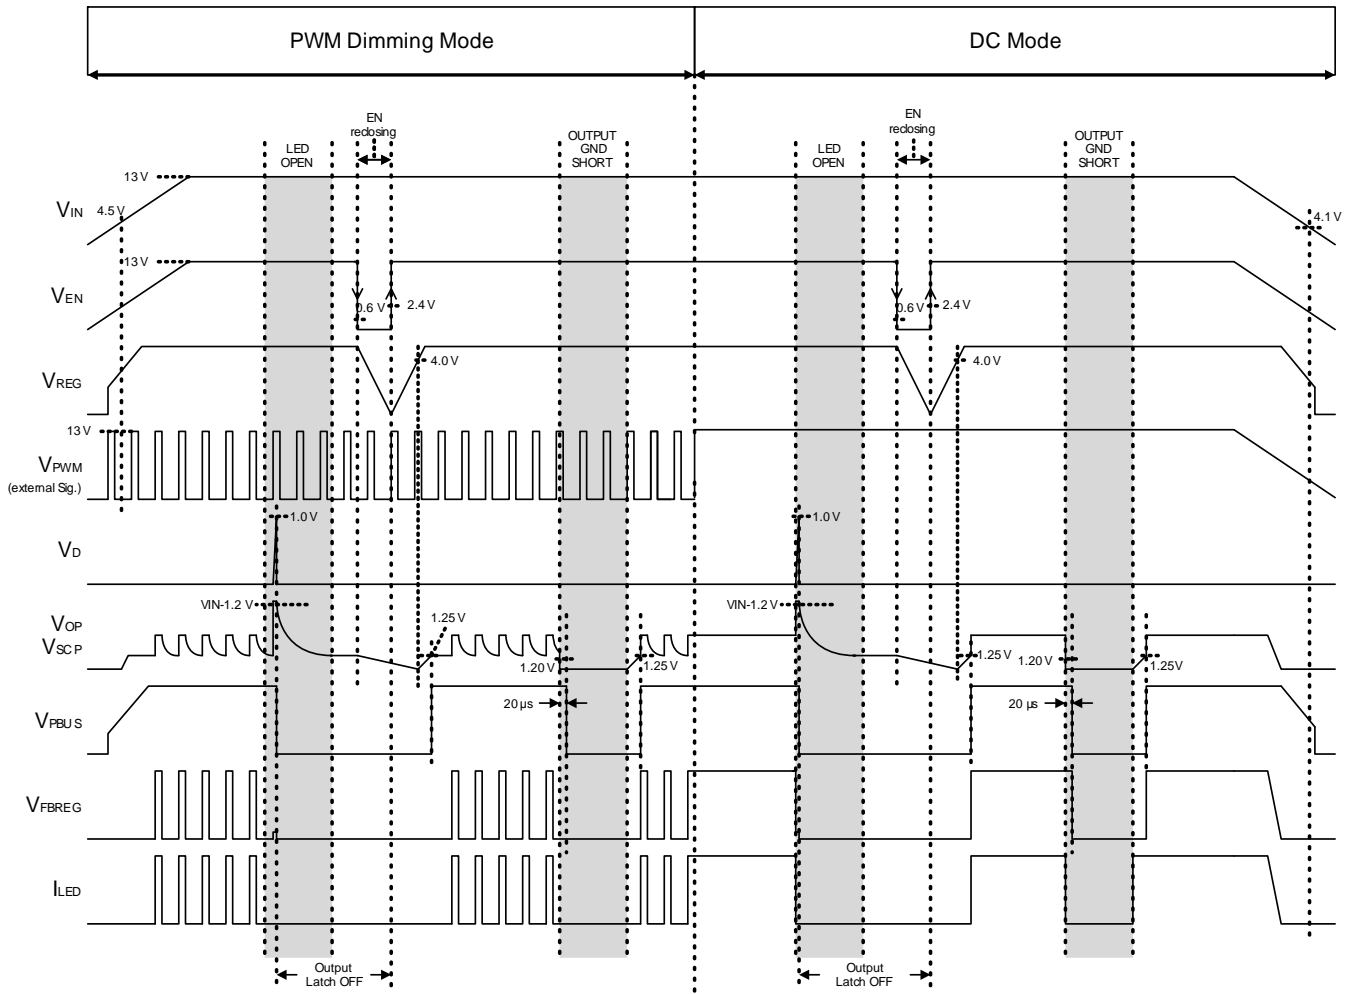 PWM Dimming Mode
DC Mode
EN
reclosing
LED
OPEN
OUTPUT
GND
SHORT
EN
reclosing
LED
OPEN
OUTPUT
GND
SHORT
VIN
13 V
4.5 V
4.1 V
VEN
13 V
0.6 V
2.4 V
0.6 V
2.4 V
VREG
4.0 V
4.0 V
VPWM
(external Sig.)
13 V
VD
1.0 V
1.0 V
VOP
VSCP
VIN-1.2 V
1.25 V
1.20 V
1.25 V
VIN-1.2 V
1.25 V
1.20 V
1.25 V
VPBUS
20 µs
20 µs
VFBREG
ILED
Output
Latch OFF
Output
Latch OFF